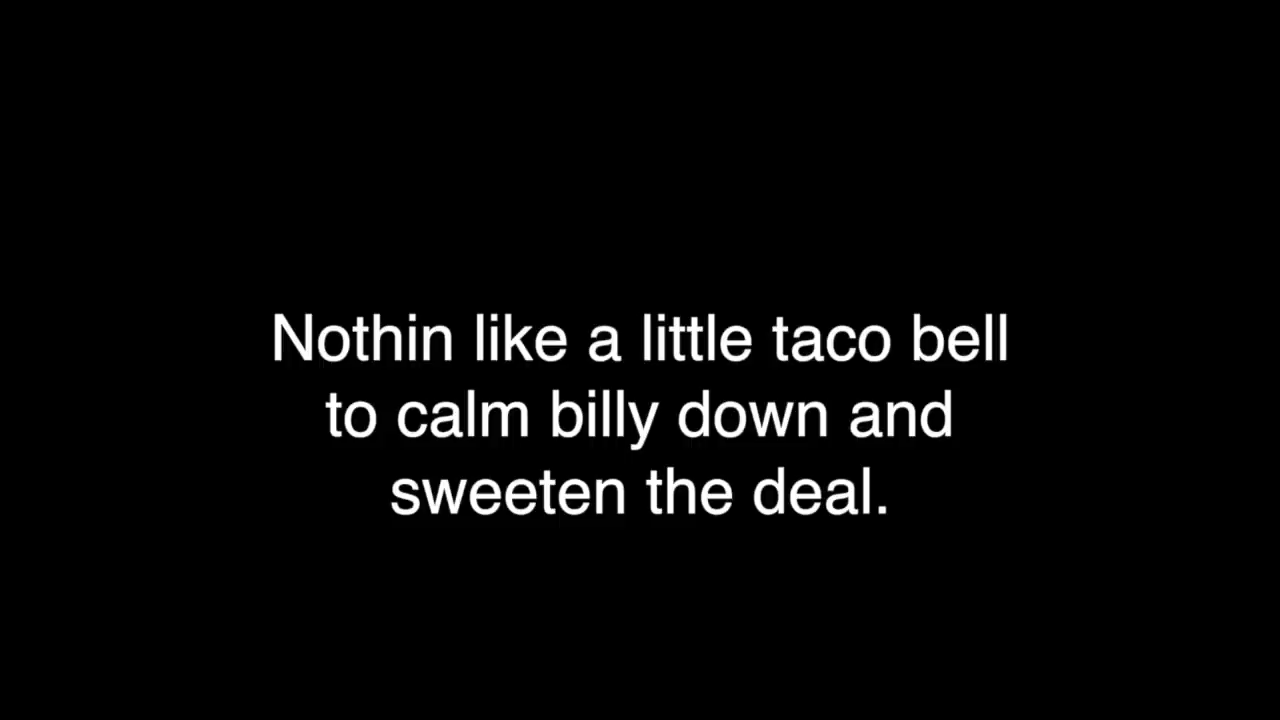 Nothin like a little taco bell
to calm billy down and
sweeten the deal.